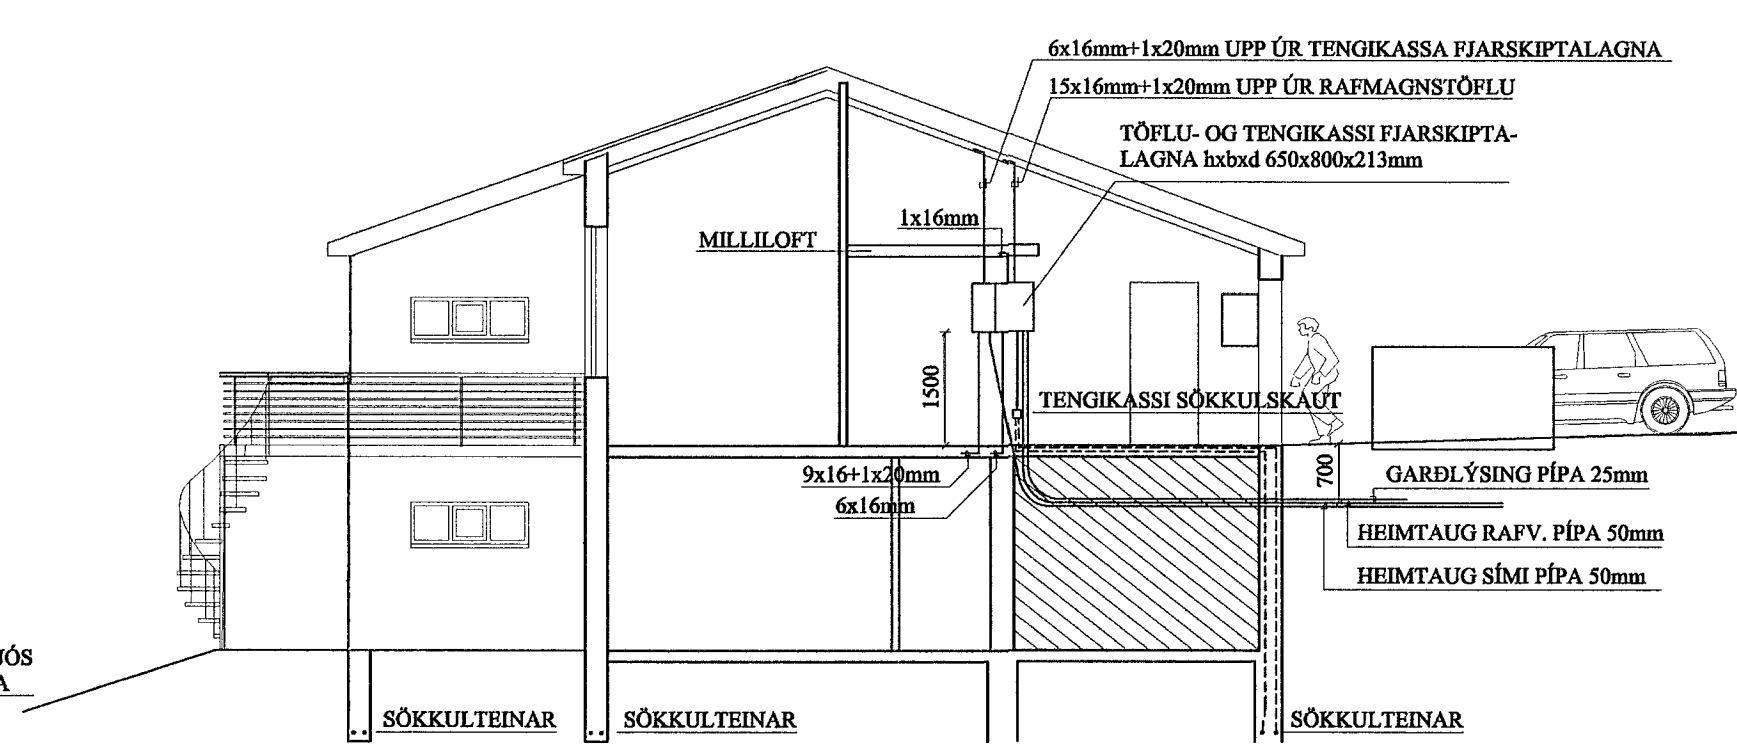 6x16mm+1x20mm UPP ÚR TENGIKASSA FJARSKIPTALAGNA
15x16mm+1x20mm UPP ÚR RAFMAGNSTÖFLU
TÖFLU- OG TENGIKASSI FJARSKIPTA-
LAGNA hxbxd 650x800x213mm
1x16mm
MILLILOFT
1500
TENGIKASSI SÖKKULSKAUT
9x16+1x20mm
6x16mm
700
GARÐLÝSING PÍPA 25mm
HEIMTAUG RAFV. PÍPA 50mm
HEIMTAUG SÍMI PÍPA 50mm
SÖKKULTEINAR
SÖKKULTEINAR
SÖKKULTEINAR